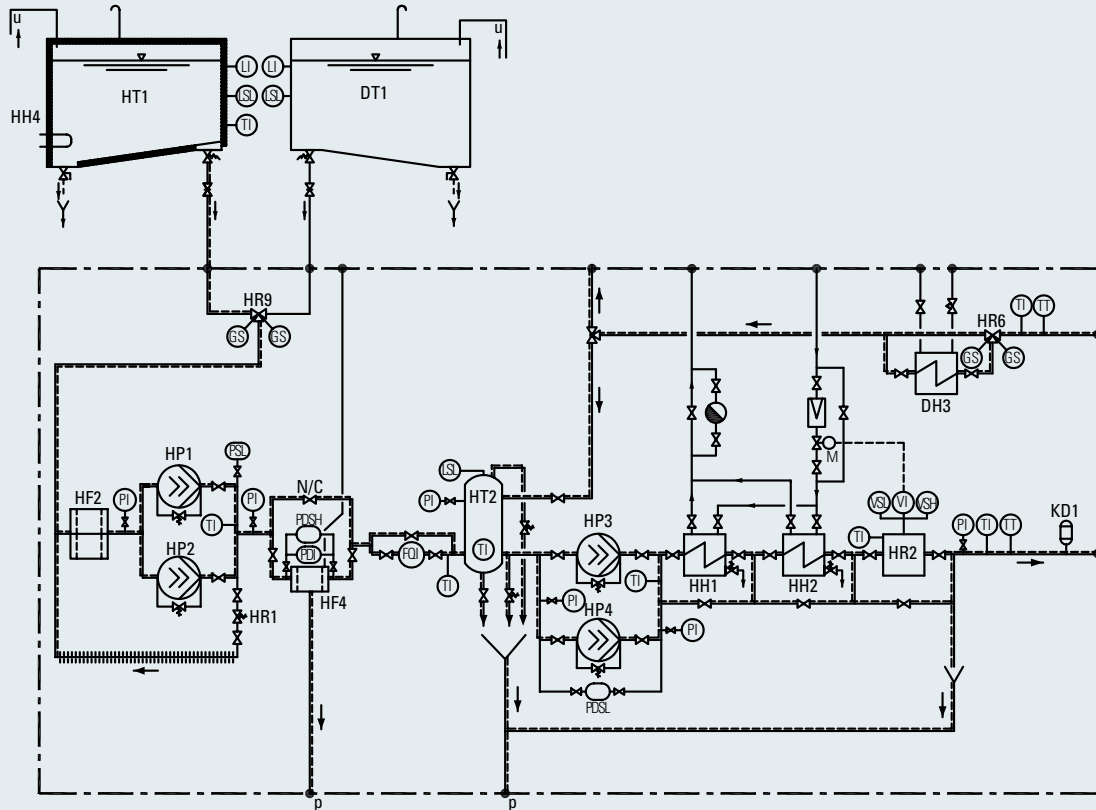 u
u
LI
LI
HT1
DT1
LSL
LSL
HH4
TI
HR9
GS
GS
HR6
TI
TT
GS
GS
DH3
HP1
PSL
N/C
LSL
HT2
M
VSL
VI
VSH
KD1
HF2
PI
PI
PDSH
PI
HP3
PI
TI
TT
TI
HP2
PDI
FQI
TI
TI
HR2
HF4
TI
TI
HH1
HH2
PI
HP4
HR1
PI
PDSL
p
p